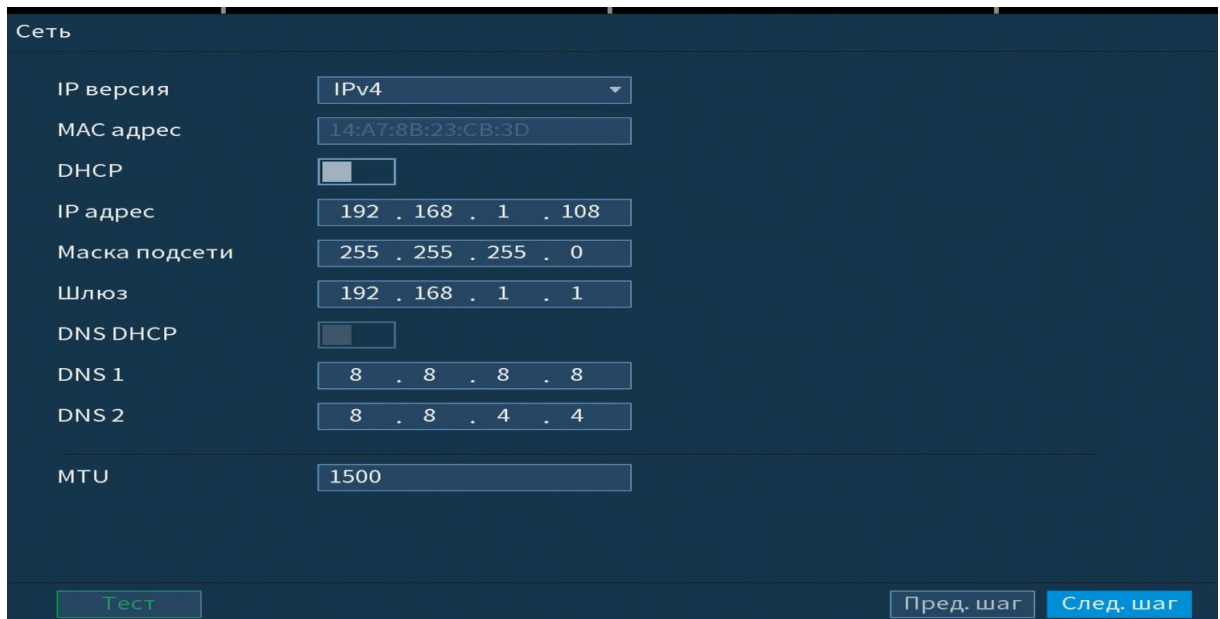 Сеть
IP версия IPv4
MAC адрес 14:A7:8B:23:CB:3D
DHCP
IP адрес 192 . 168 . 1 . 108
Маска подсети 255 . 255 . 255 . 0
Шлюз 192 . 168 . 1 . 1
DNS DHCP
DNS 1 8 . 8 . 8 . 8
DNS 2 8 . 8 . 4 . 4
MTU 1500
Тест Пред. шаг След. шаг